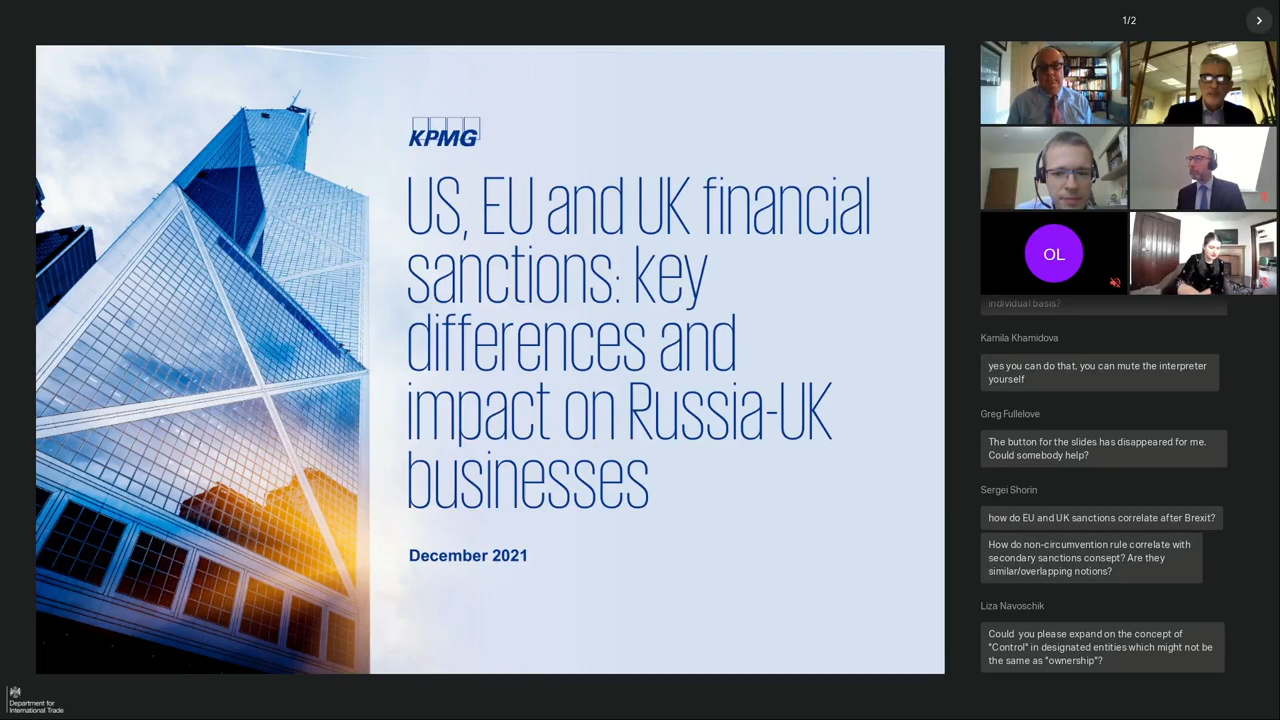 1/2
KPMG
US, EU and UK financial
sanctions: key
differences and
impact on Russia-UK
businesses
December 2021
OL
individual basis?
Kamila Khamidova
yes you can do that, you can mute the interpreter
yourself
Greg Fullelove
The button for the slides has disappeared for me.
Could somebody help?
Sergei Shorin
how do EU and UK sanctions correlate after Brexit?
How do non-circumvention rule correlate with
secondary sanctions consept? Are they
similar/overlapping notions?
Liza Navoschik
Could you please expand on the concept of
"Control" in designated entities which might not be
the same as "ownership"?
Department for
International Trade